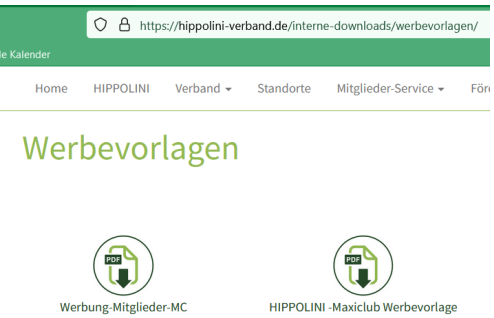 https://hippolini-verband.de/interne-downloads/werbevorlagen/
le Kalender
Home HIPPOLINI Verband Standorte Mitglieder-Service För
Werbevorlagen
PDF PDF
Werbung-Mitglieder-MC HIPPOLINI -Maxiclub Werbevorlage